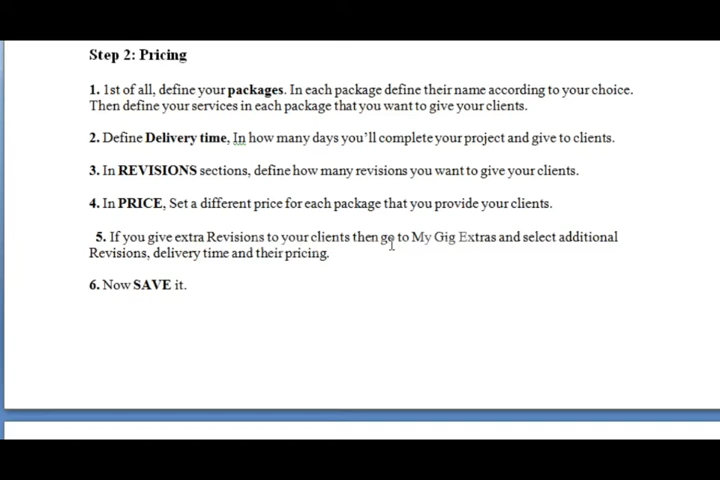 Step 2: Pricing
1. 1st of all, define your packages. In each package define their name according to your choice.
Then define your services in each package that you want to give your clients.
2. Define Delivery time, In how many days you'll complete your project and give to clients.
3. In REVISIONS sections, define how many revisions you want to give your clients.
4. In PRICE, Set a different price for each package that you provide your clients.
5. If you give extra Revisions to your clients then go to My Gig Extras and select additional
Revisions, delivery time and their pricing.
6. Now SAVE it.